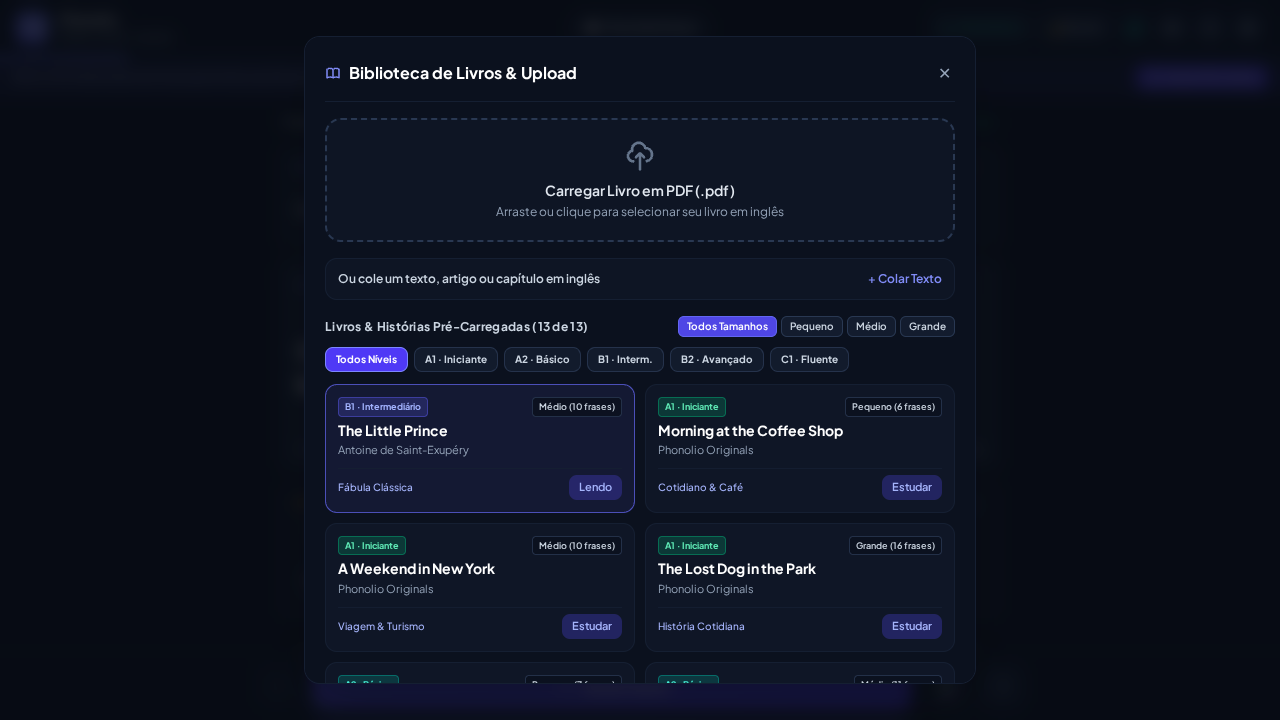 Biblioteca de Livros & Upload
Carregar Livro em PDF (.pdf)
Arraste ou clique para selecionar seu livro em inglês
Ou cole um texto, artigo ou capítulo em inglês
+ Colar Texto
Livros & Histórias Pré-Carregadas (13 de 13)
Todos Tamanhos
Pequeno
Médio
Grande
Todos Níveis
A1 · Iniciante
A2 · Básico
B1 · Interm.
B2 · Avançado
C1 · Fluente
B1 · Intermediário
Médio (10 frases)
The Little Prince
Antoine de Saint-Exupéry
Fábula Clássica
Lendo
A1 · Iniciante
Pequeno (6 frases)
Morning at the Coffee Shop
Phonolio Originals
Cotidiano & Café
Estudar
A1 · Iniciante
Médio (10 frases)
A Weekend in New York
Phonolio Originals
Viagem & Turismo
Estudar
A1 · Iniciante
Grande (16 frases)
The Lost Dog in the Park
Phonolio Originals
História Cotidiana
Estudar